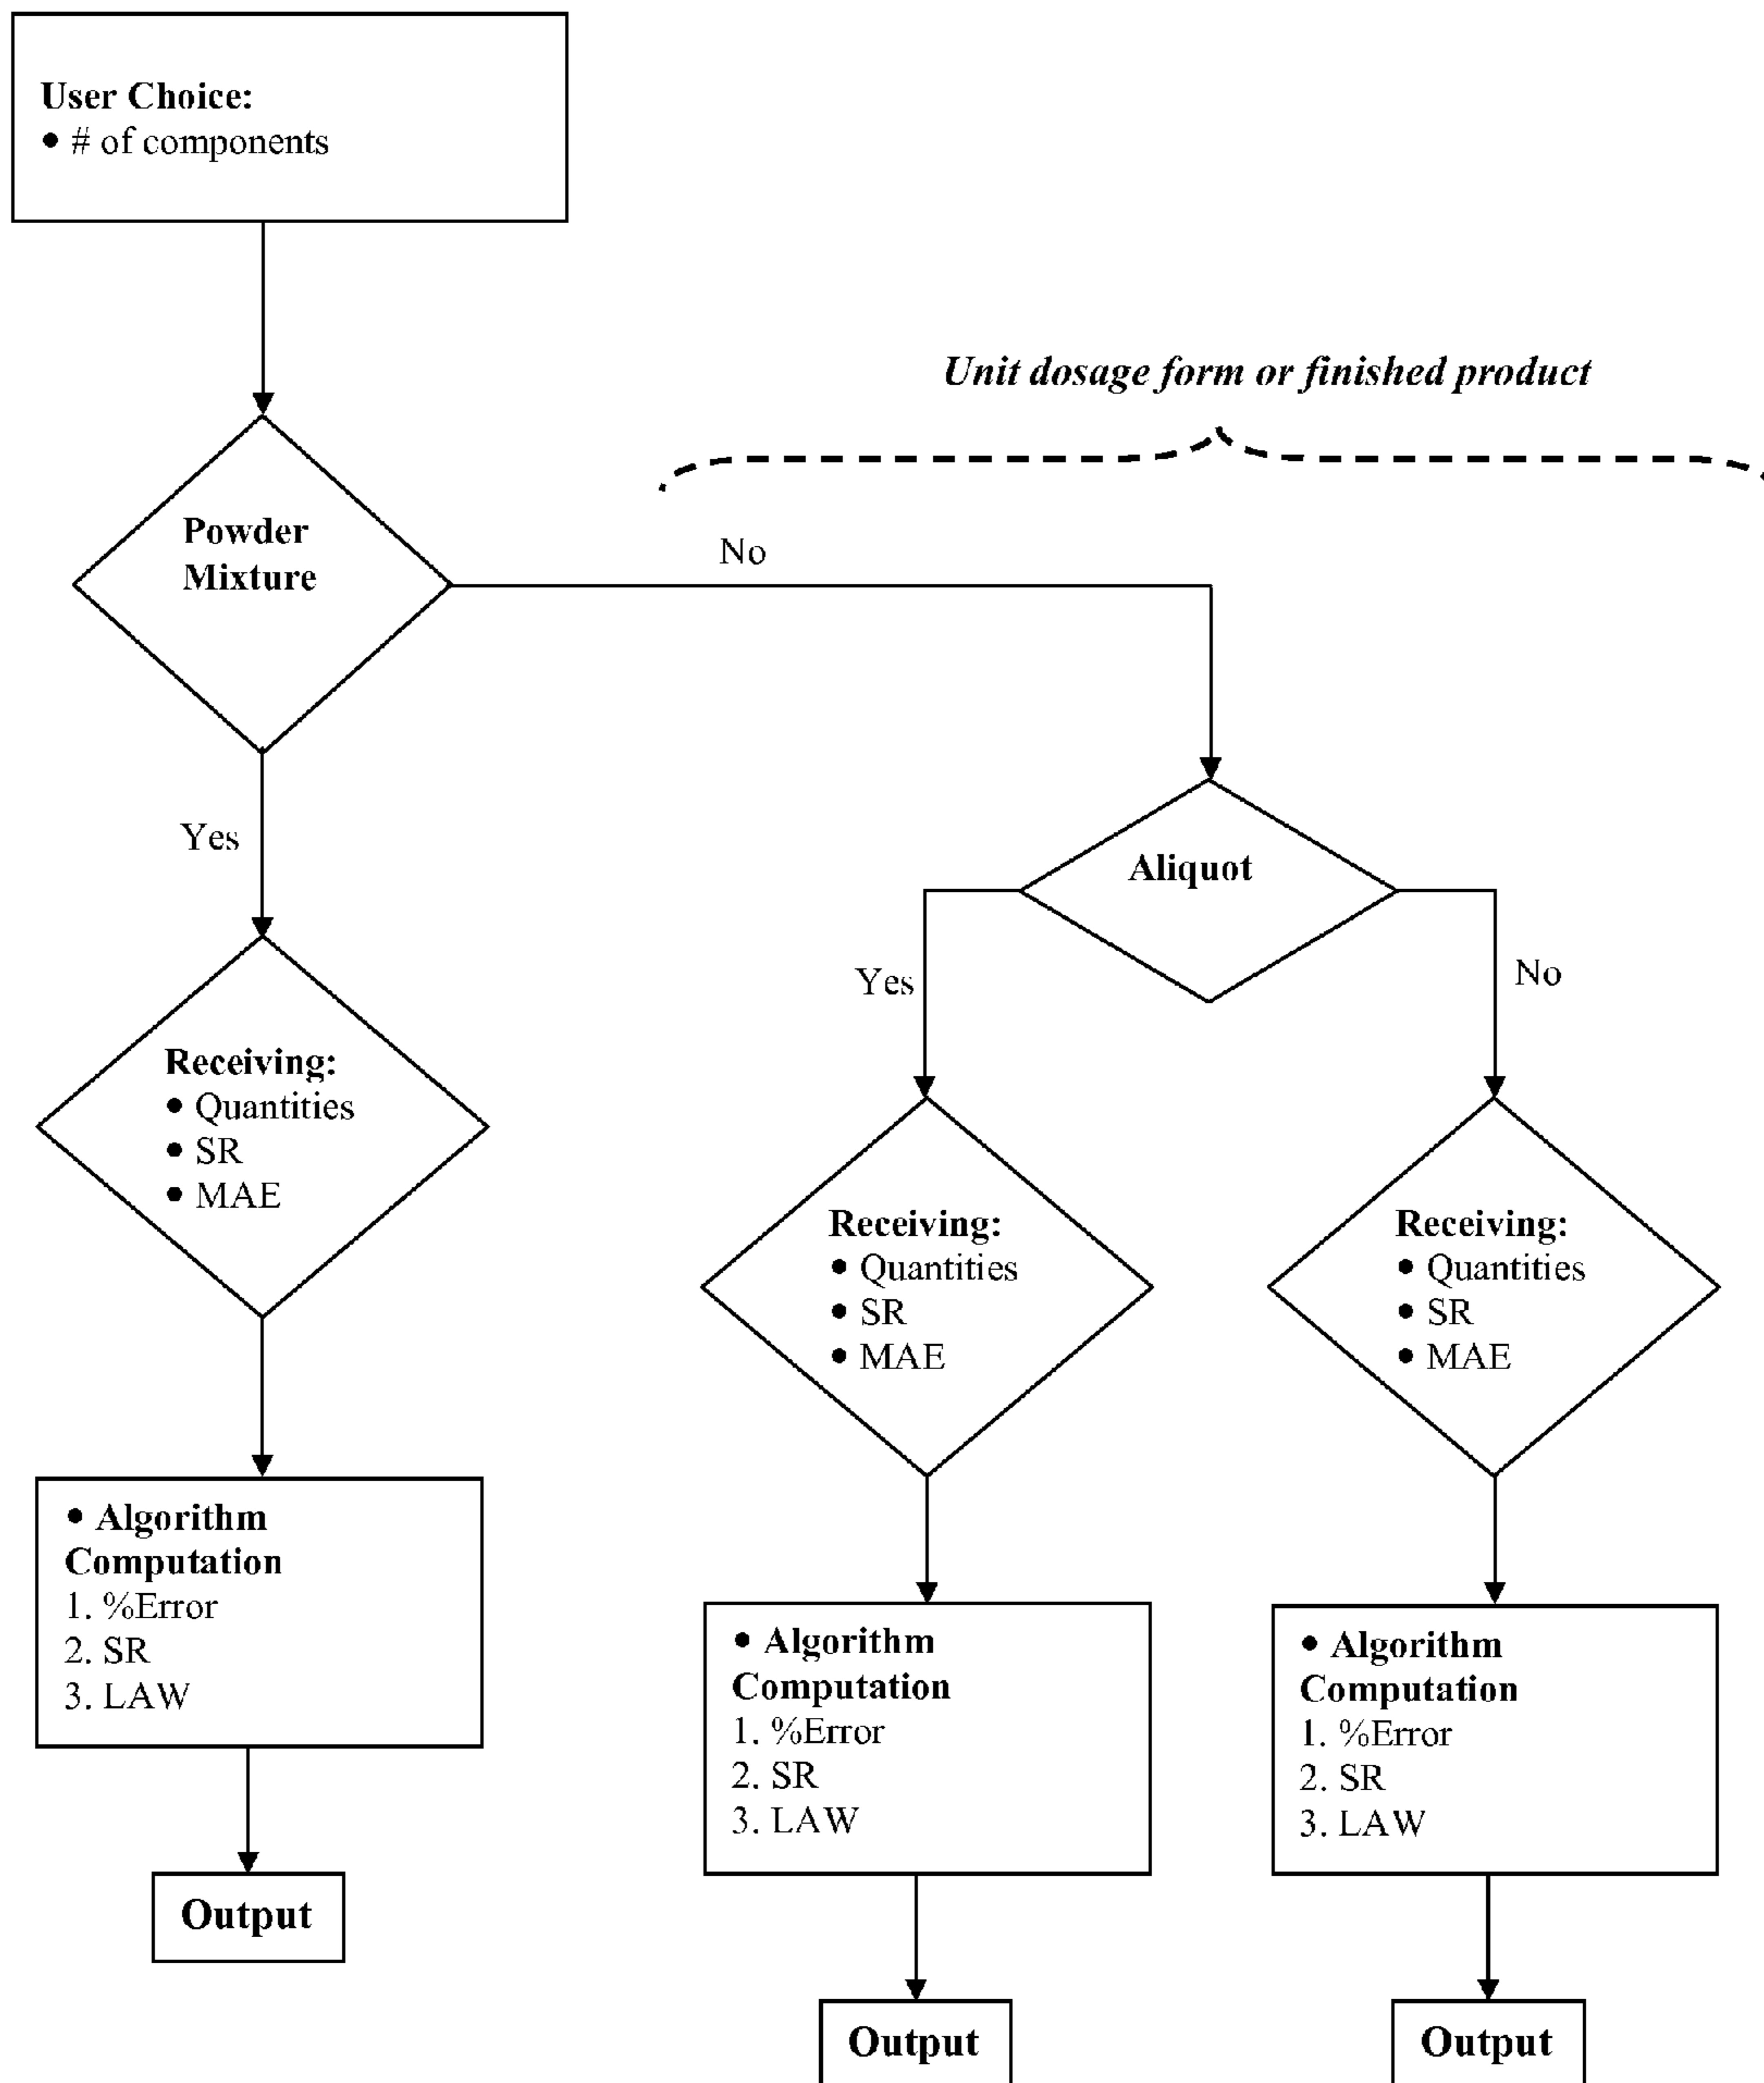 User Choice:
• # of components
Unit dosage form or finished product
Powder
Mixture
No
Yes
Aliquot
Yes
No
Receiving:
• Quantities
• SR
• MAE
Receiving:
• Quantities
• SR
• MAE
Receiving:
• Quantities
• SR
• MAE
• Algorithm
Computation
1. %Error
2. SR
3. LAW
• Algorithm
Computation
1. %Error
2. SR
3. LAW
• Algorithm
Computation
1. %Error
2. SR
3. LAW
Output
Output
Output